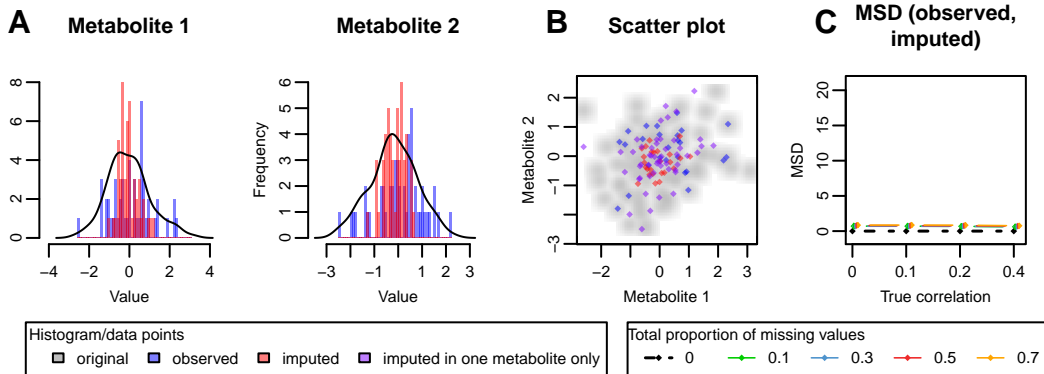 A
Metabolite 1
8
6
4
2
0
−4 −2 0 2 4
Value
Metabolite 2
Frequency
6
5
4
3
2
1
0
−3 −1 1 3
Value
B
Scatter plot
Metabolite 2
2
1
0
−1
−3
−2 0 1 2 3
Metabolite 1
C
MSD (observed,
imputed)
MSD
20
15
10
5
0
0 0.1 0.2 0.4
True correlation
Histogram/data points
original observed imputed imputed in one metabolite only
Total proportion of missing values
0 0.1 0.3 0.5 0.7